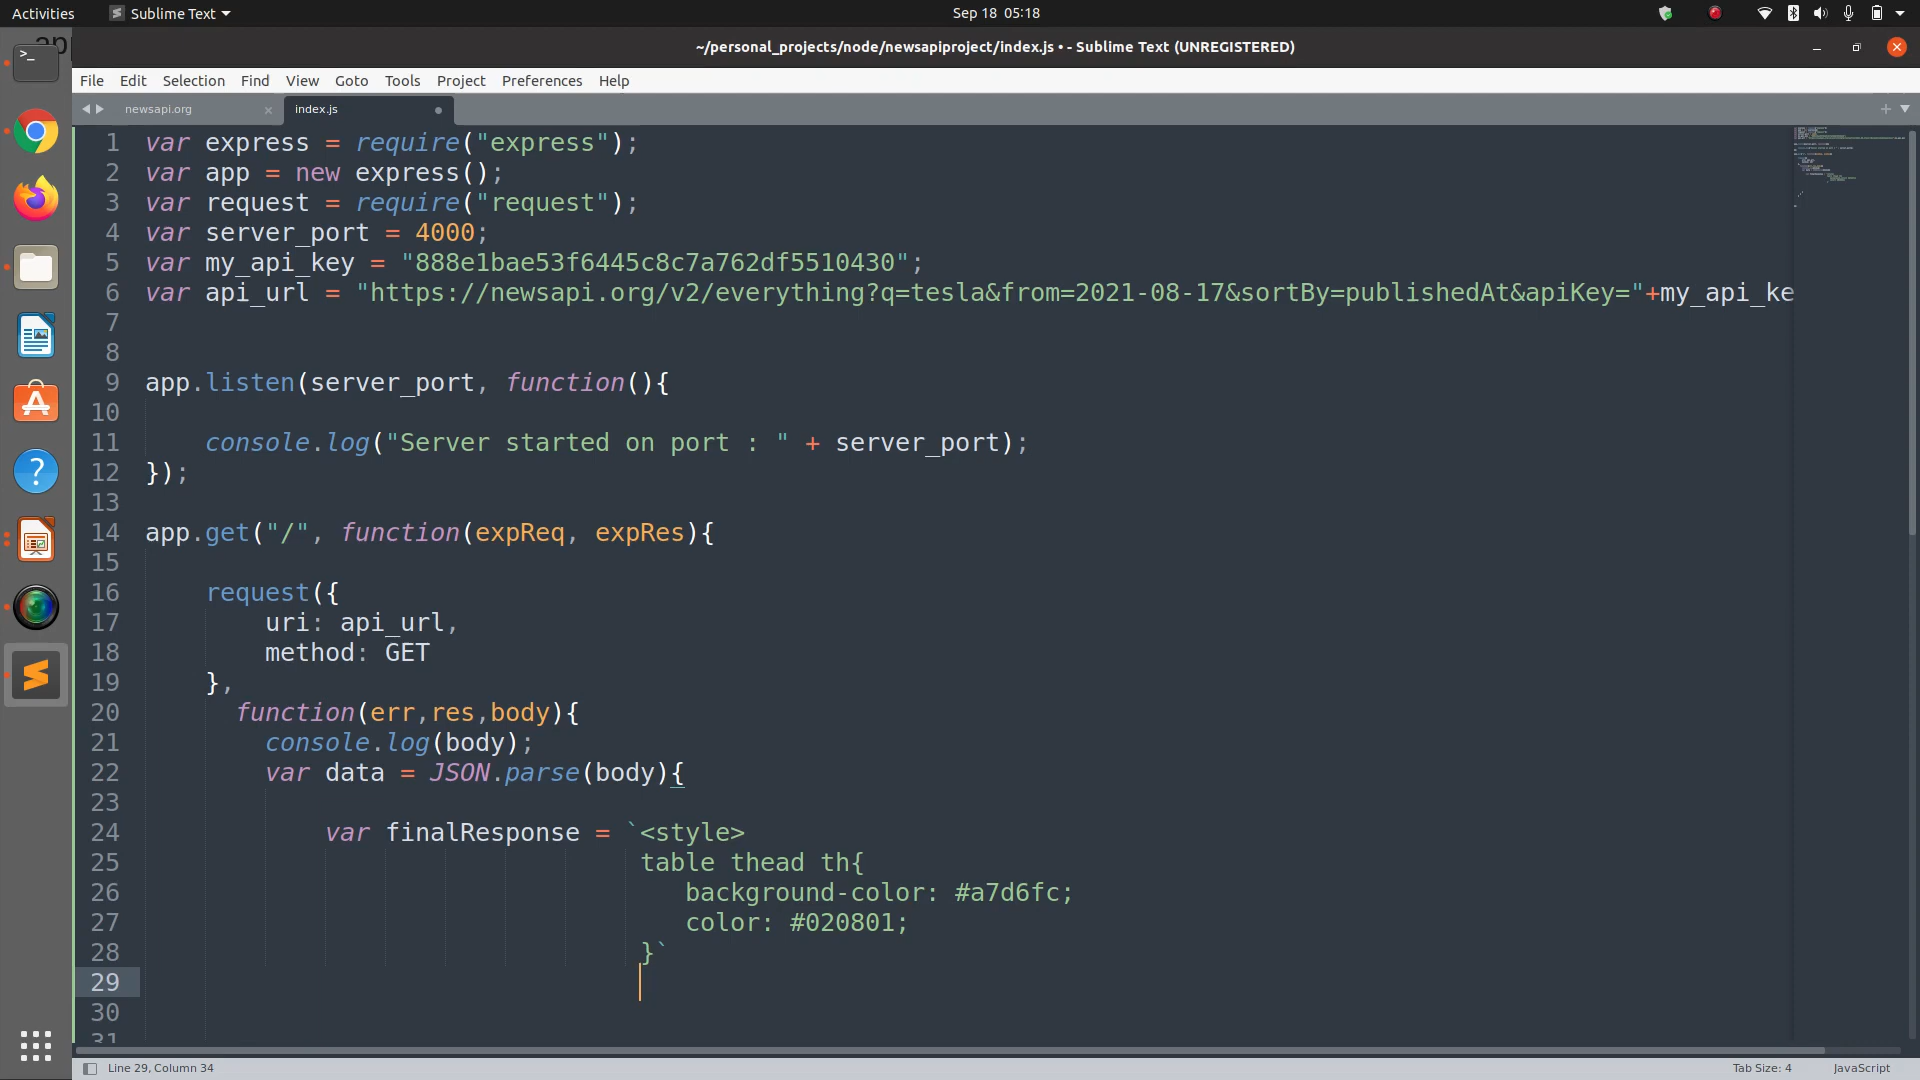 Activities Sublime Text Sep 18 05:18
~/personal_projects/node/newsapiproject/index.js • - Sublime Text (UNREGISTERED)
File Edit Selection Find View Goto Tools Project Preferences Help
newsapi.org index.js
1 var express = require("express");
2 var app = new express();
3 var request = require("request");
4 var server_port = 4000;
5 var my_api_key = "888e1bae53f6445c8c7a762df5510430";
6 var api_url = "https://newsapi.org/v2/everything?q=tesla&from=2021-08-17&sortBy=publishedAt&apiKey="+my_api_ke
7
8
9 app.listen(server_port, function(){
10
11 console.log("Server started on port : " + server_port);
12 });
13
14 app.get("/", function(expReq, expRes){
15
16 request({
17 uri: api_url,
18 method: GET
19 },
20 function(err,res,body){
21 console.log(body);
22 var data = JSON.parse(body){
23
24 var finalResponse = `<style>
25 table thead th{
26 background-color: #a7d6fc;
27 color: #020801;
28 }`
29
30
31
Line 29, Column 34 Tab Size: 4 JavaScript